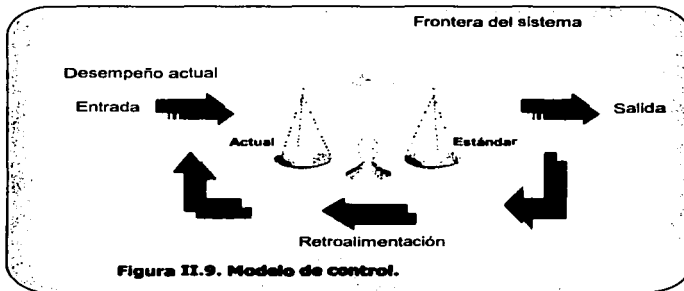 Frontera del sistema
Desempeño actual
Entrada
Salida
Actual
Estándar
Retroalimentación
Figura II.9. Modelo de control.